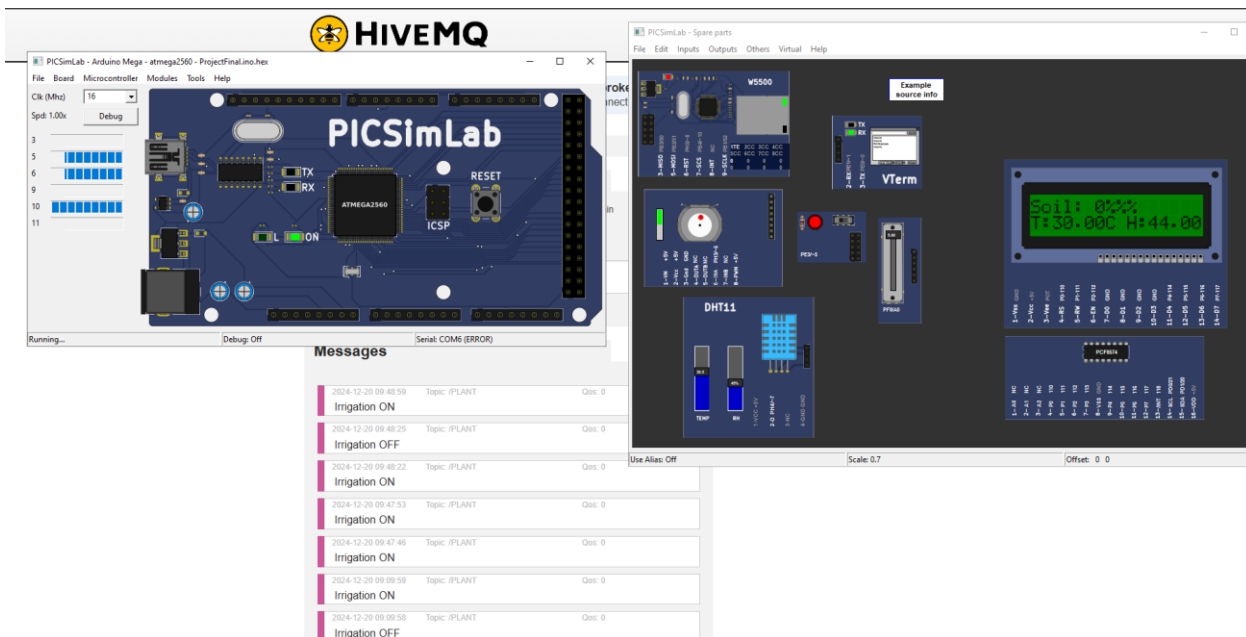 HIVEMQ
PICSimLab - Arduino Mega - atmega2560 - ProjectFinal.ino.hex
File Board Microcontroller Modules Tools Help
Clk (Mhz) 16
Spd: 1.00x Debug
3
5
6
9
10
11
PICSimLab
TX
RX
ATMEGA2560
ICSP
RESET
L ON
Running... Debug: Off Serial: COM6 (ERROR)
Messages
2024-12-20 09:48:59 Topic: /PLANT Qos: 0
Irrigation ON
2024-12-20 09:48:25 Topic: /PLANT Qos: 0
Irrigation OFF
2024-12-20 09:48:22 Topic: /PLANT Qos: 0
Irrigation ON
2024-12-20 09:47:53 Topic: /PLANT Qos: 0
Irrigation ON
2024-12-20 09:47:46 Topic: /PLANT Qos: 0
Irrigation ON
2024-12-20 09:09:59 Topic: /PLANT Qos: 0
Irrigation ON
2024-12-20 09:09:58 Topic: /PLANT Qos: 0
Irrigation OFF
PICSimLab - Spare parts
File Edit Inputs Outputs Others Virtual Help
W5500
Example
source info
TX
RX
VTerm
Soil: 0%%%
T:30.00C H:44.00
DHT11
TEMP
RH
PCF8574
Use Alias: Off Scale: 0.7 Offset: 0 0